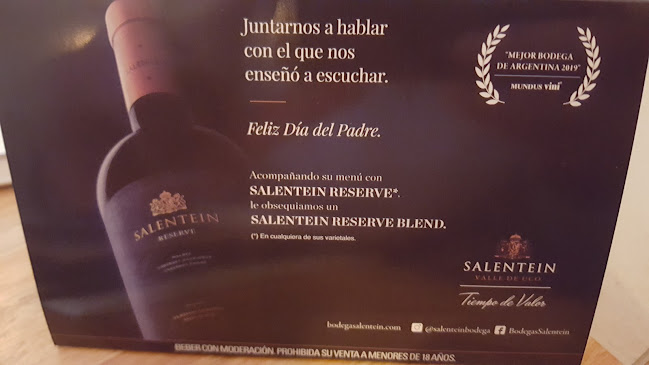 Juntarnos a hablar
con el que nos
enseñó a escuchar.
Feliz Día del Padre.
Acompañando su menú con
SALENTEIN RESERVE*.
le obsequiamos un
SALENTEIN RESERVE BLEND.
(*) En cualquiera de sus varietales.
"MEJOR BODEGA
DE ARGENTINA 2019"
MUNDUS vini
SALENTEIN
RESERVE
SALENTEIN
VALLE DE UCO
Tiempo de Valor
bodegasalentein.com
@salenteinbodega
BodegasSalentein
BEBER CON MODERACIÓN. PROHIBIDA SU VENTA A MENORES DE 18 AÑOS.